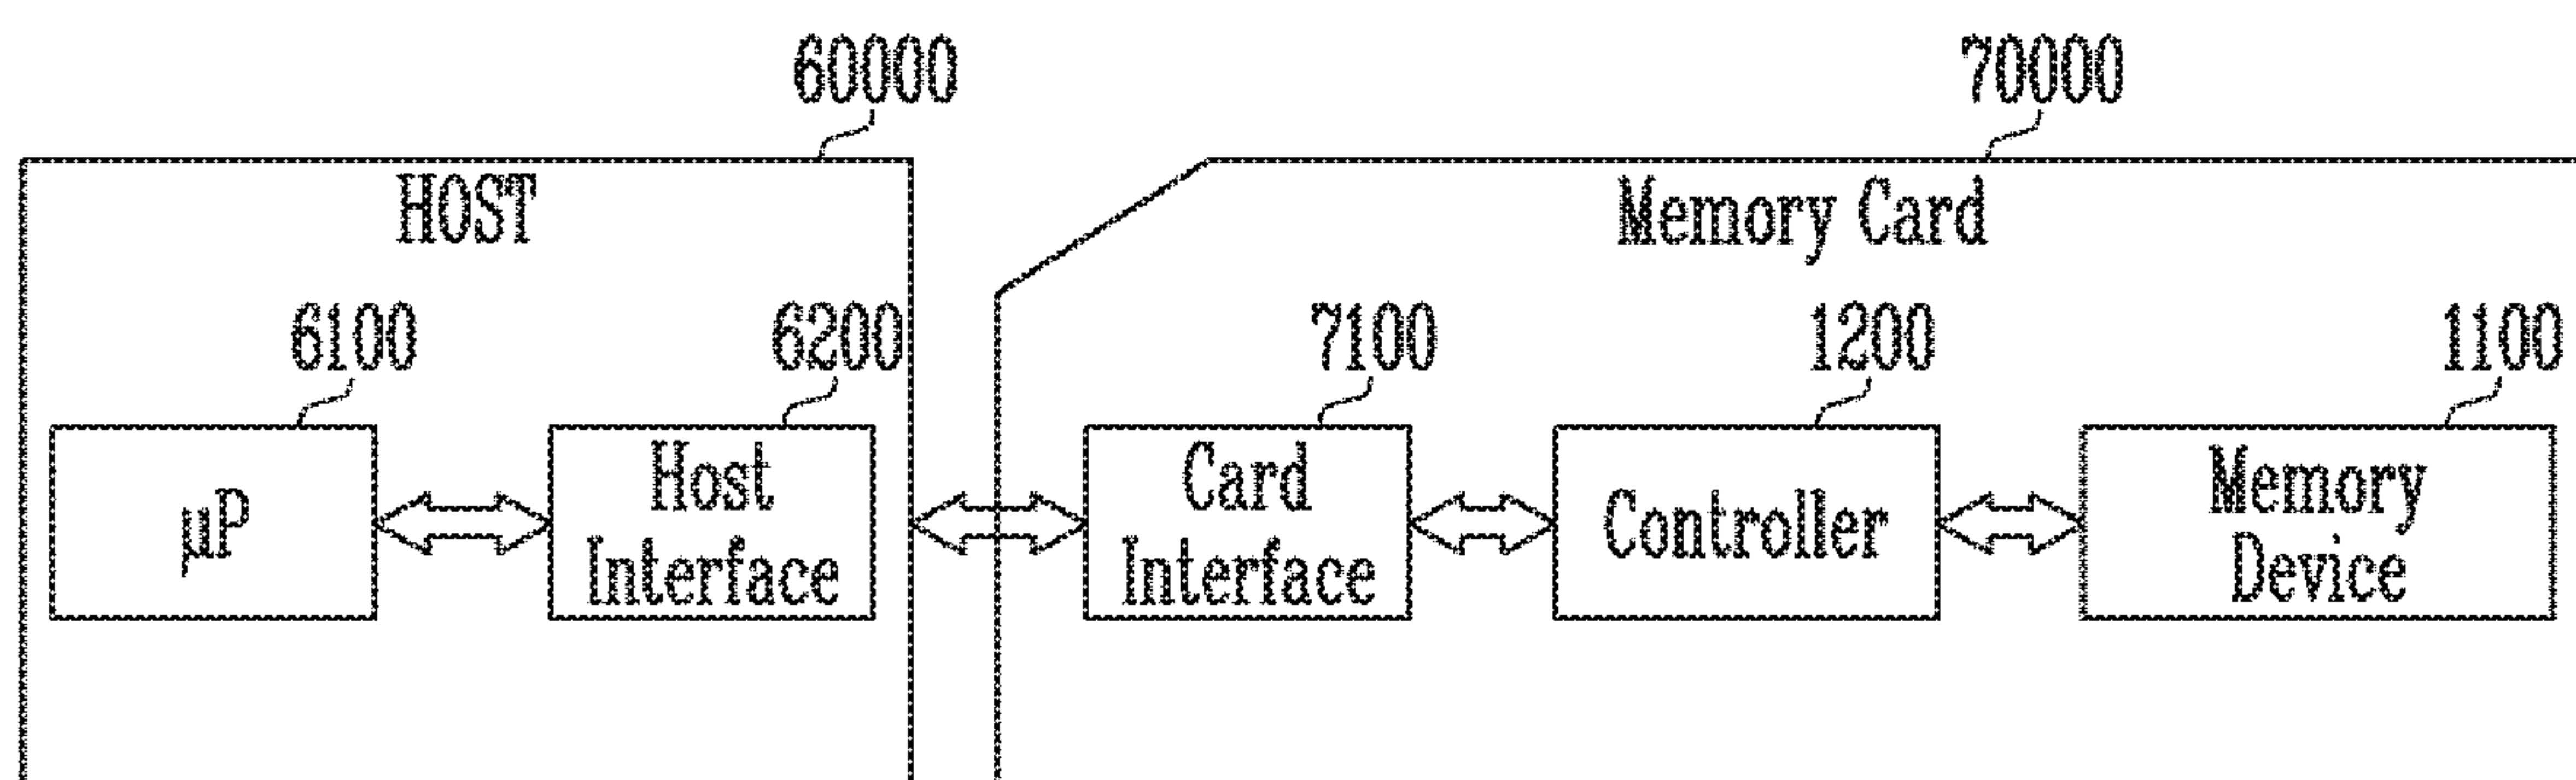 60000
70000
HOST
Memory Card
6100
6200
7100
1200
1100
μP
Host
Interface
Card
Interface
Controller
Memory
Device